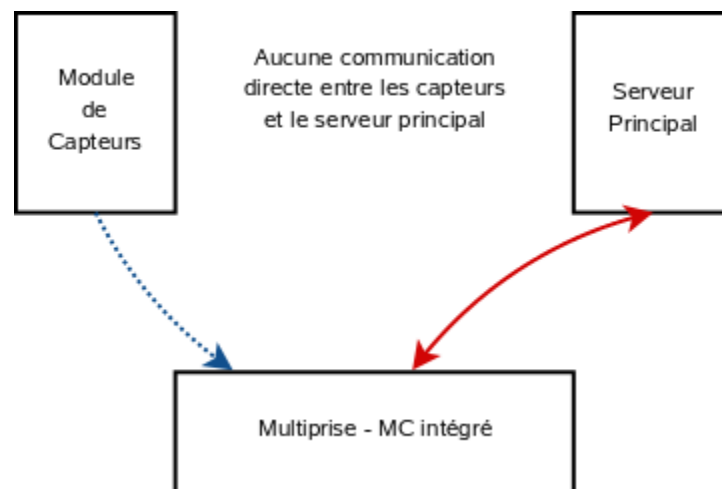 Module
de
Capteurs
Aucune communication
directe entre les capteurs
et le serveur principal
Serveur
Principal
Multiprise - MC intégré